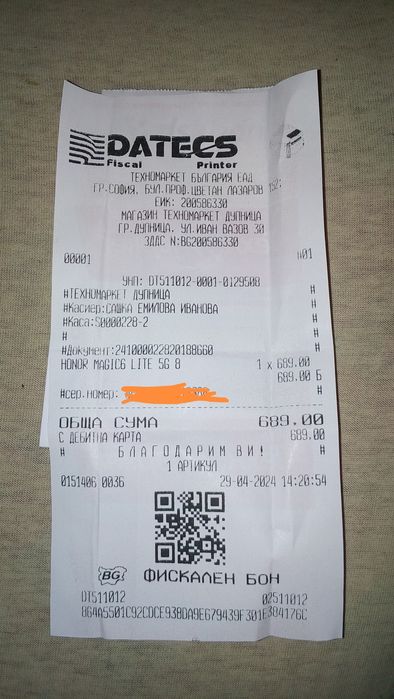 DATECS
Fiscal Printer
ТЕХНОМАРКЕТ БЪЛГАРИЯ ЕАД
ГР.СОФИЯ, БУЛ.ПРОФ.ЦВЕТАН ЛАЗАРОВ 152:
ЕИК: 200586330
МАГАЗИН ТЕХНОМАРКЕТ ДУПНИЦА
ГР.ДУПНИЦА, УЛ.ИВАН ВАЗОВ 30
ЗДДС N:BG200586330
00001 #01
УНП: DT511012-0001-0129508
#ТЕХНОМАРКЕТ ДУПНИЦА #
#Касиер:САШКА ЕМИЛОВА ИВАНОВА #
#Каса:S0000228-2 #
# #
#Документ:241000022820188660 #
HONOR MAGIC6 LITE 5G 8 1 x 689.00
689.00 Б
#сер.номер: #
ОБЩА СУМА 689.00
С ДЕБИТНА КАРТА 689.00
# БЛАГОДАРИМ ВИ! #
1 АРТИКУЛ
0151406 0036 29-04-2024 14:20:54
BG ФИСКАЛЕН БОН
DT511012 02511012
864A5501C92CDCE938DA9E679439F301E384176C